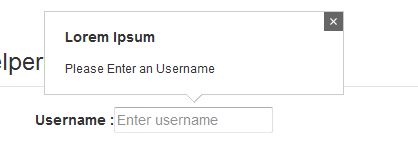 Lorem Ipsum
elper
Please Enter an Username
Username :
Enter username